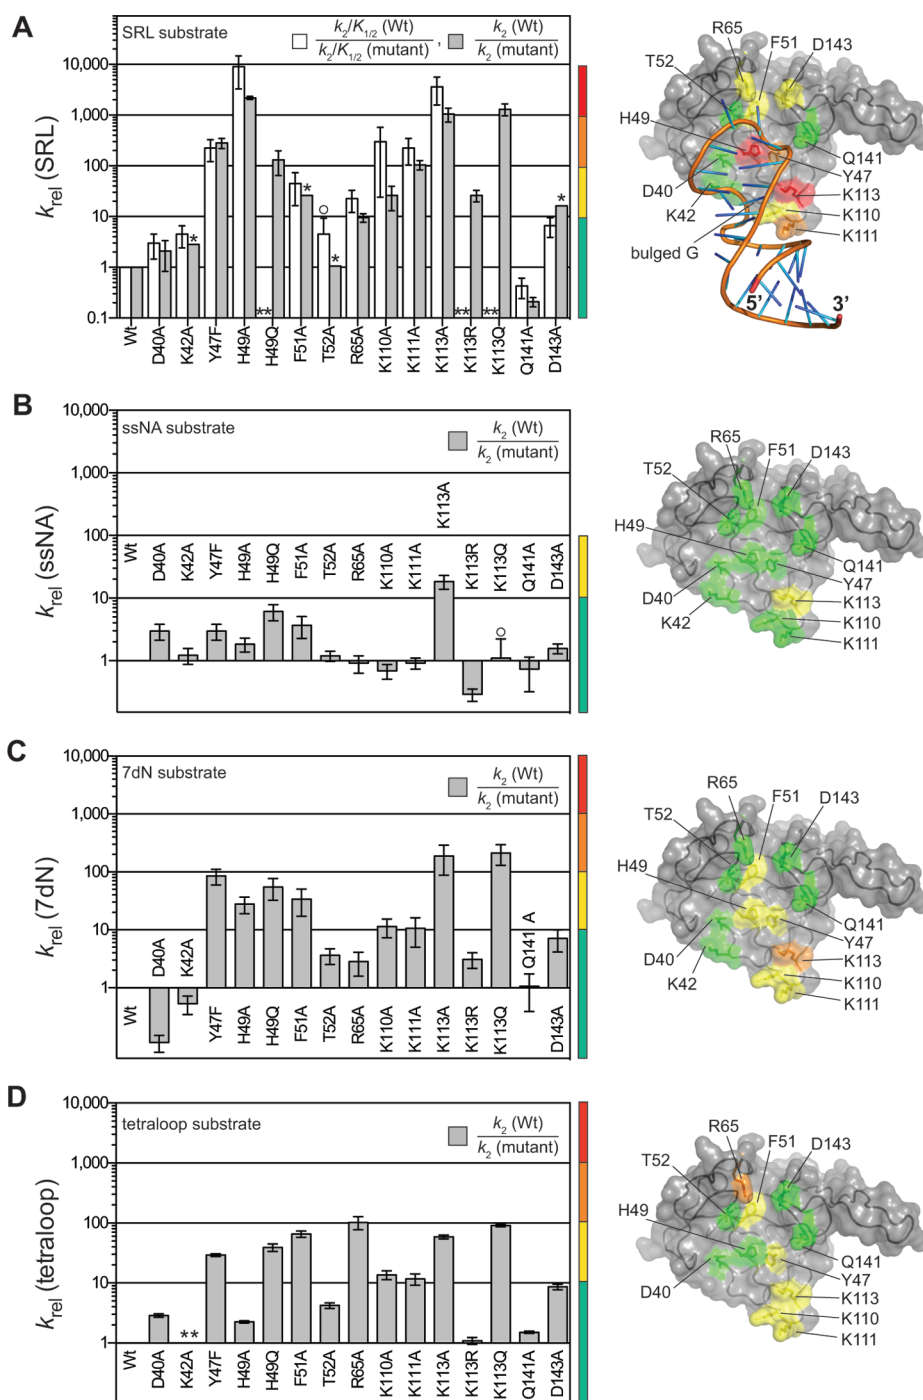 A
SRL substrate
k2/K1/2 (Wt)
k2/K1/2 (mutant)
,
k2 (Wt)
k2 (mutant)
krel (SRL)
10,000
1,000
100
10
1
0.1
*
**
*
○
*
**
**
*
Wt
D40A
K42A
Y47F
H49A
H49Q
F51A
T52A
R65A
K110A
K111A
K113A
K113R
K113Q
Q141A
D143A
R65
F51
D143
T52
H49
Q141
Y47
D40
K113
K42
K110
bulged G
K111
5’
3’
B
ssNA substrate
k2 (Wt)
k2 (mutant)
krel (ssNA)
10,000
1,000
100
10
1
Wt
D40A
K42A
Y47F
H49A
H49Q
F51A
T52A
R65A
K110A
K111A
K113A
K113R
K113Q
Q141A
D143A
○
R65
F51
D143
T52
H49
Q141
Y47
D40
K113
K42
K110
K111
C
7dN substrate
k2 (Wt)
k2 (mutant)
krel (7dN)
10,000
1,000
100
10
1
Wt
D40A
K42A
Y47F
H49A
H49Q
F51A
T52A
R65A
K110A
K111A
K113A
K113R
K113Q
Q141 A
D143A
R65
F51
D143
T52
H49
Q141
Y47
D40
K113
K42
K110
K111
D
tetraloop substrate
k2 (Wt)
k2 (mutant)
krel (tetraloop)
10,000
1,000
100
10
1
**
Wt
D40A
K42A
Y47F
H49A
H49Q
F51A
T52A
R65A
K110A
K111A
K113A
K113R
K113Q
Q141A
D143A
R65
F51
D143
T52
H49
Q141
Y47
D40
K113
K110
K111